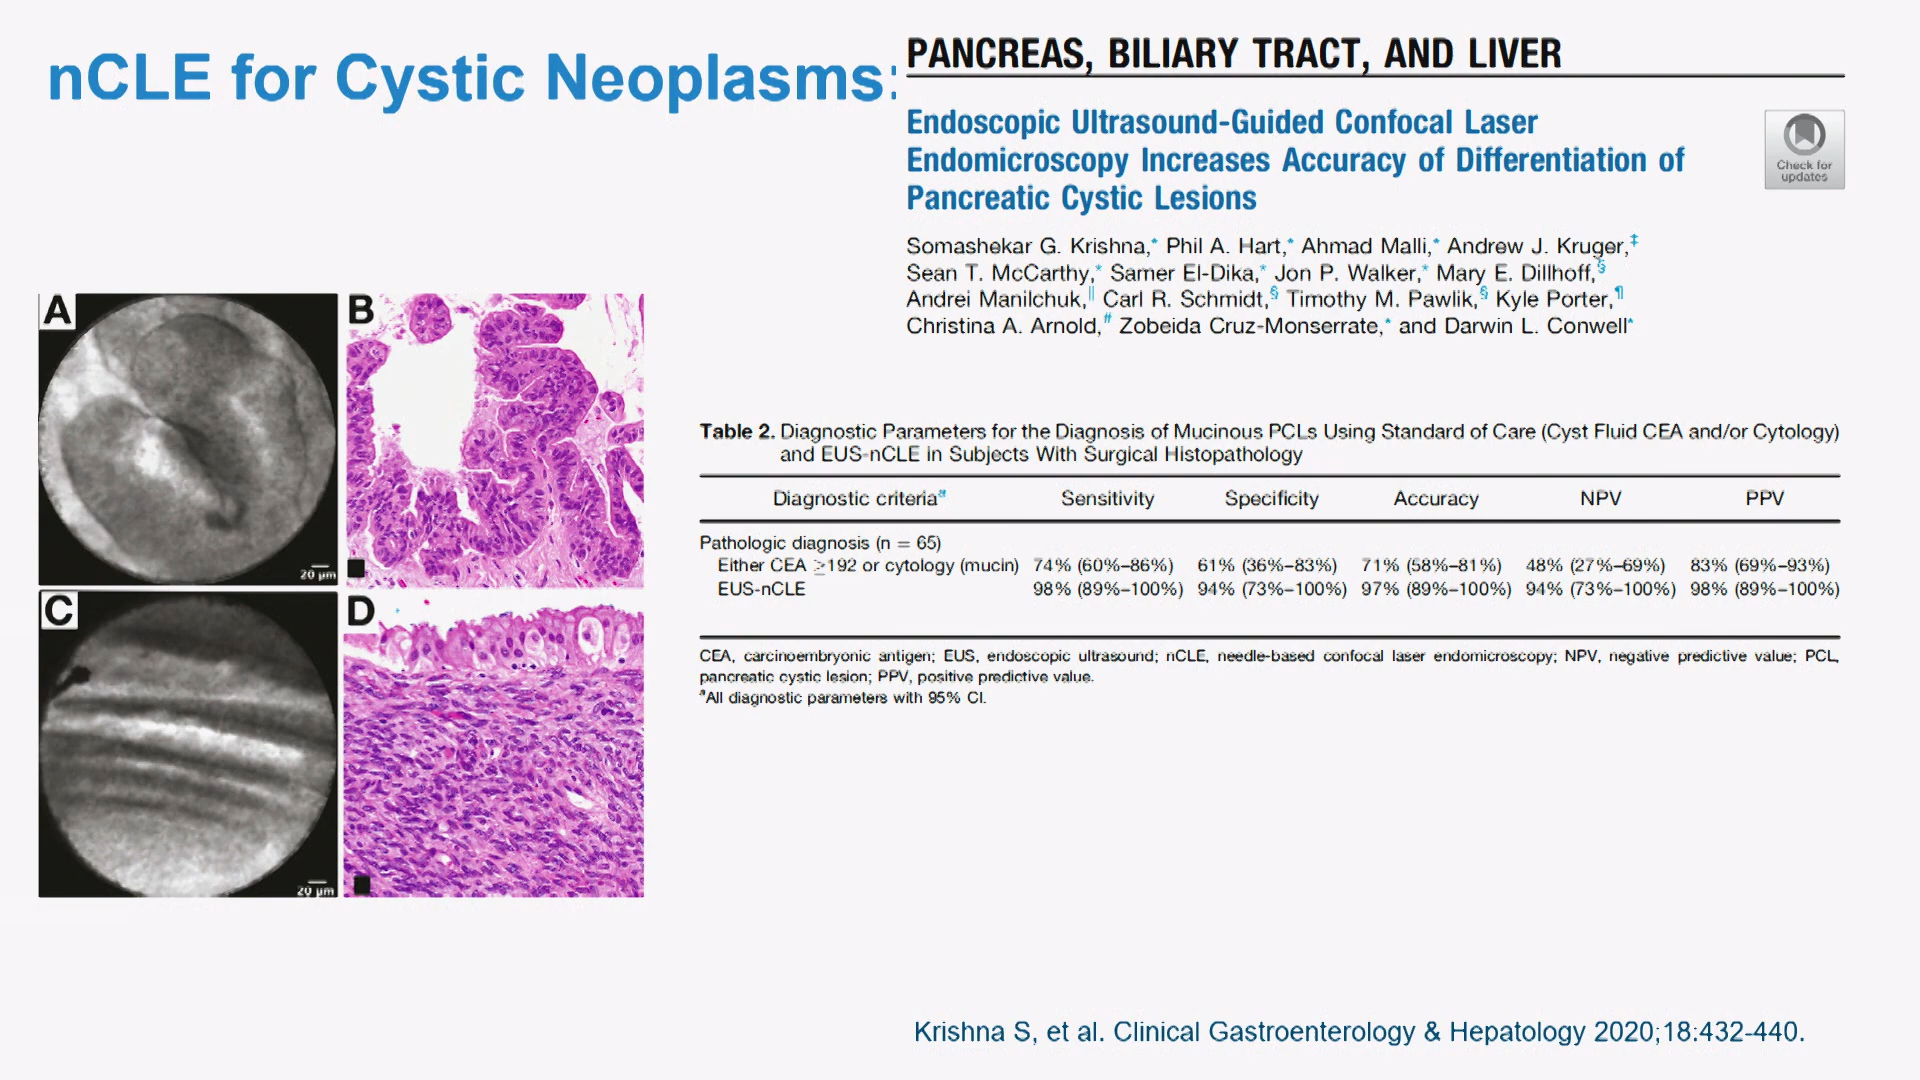 nCLE for Cystic Neoplasms:
PANCREAS, BILIARY TRACT, AND LIVER
Endoscopic Ultrasound-Guided Confocal Laser
Endomicroscopy Increases Accuracy of Differentiation of
Pancreatic Cystic Lesions
Check for
updates
Somashekar G. Krishna,* Phil A. Hart,* Ahmad Malli,* Andrew J. Kruger,‡
Sean T. McCarthy,* Samer El-Dika,* Jon P. Walker,* Mary E. Dillhoff,§
Andrei Manilchuk,‖ Carl R. Schmidt,§ Timothy M. Pawlik,§ Kyle Porter,¶
Christina A. Arnold,# Zobeida Cruz-Monserrate,* and Darwin L. Conwell*
A
20 µm
B
C
20 µm
D
Table 2. Diagnostic Parameters for the Diagnosis of Mucinous PCLs Using Standard of Care (Cyst Fluid CEA and/or Cytology)
and EUS-nCLE in Subjects With Surgical Histopathology
Diagnostic criteriaª Sensitivity Specificity Accuracy NPV PPV
Pathologic diagnosis (n = 65)
Either CEA ≥192 or cytology (mucin) 74% (60%–86%) 61% (36%–83%) 71% (58%–81%) 48% (27%–69%) 83% (69%–93%)
EUS-nCLE 98% (89%–100%) 94% (73%–100%) 97% (89%–100%) 94% (73%–100%) 98% (89%–100%)
CEA, carcinoembryonic antigen; EUS, endoscopic ultrasound; nCLE, needle-based confocal laser endomicroscopy; NPV, negative predictive value; PCL,
pancreatic cystic lesion; PPV, positive predictive value.
ªAll diagnostic parameters with 95% CI.
Krishna S, et al. Clinical Gastroenterology & Hepatology 2020;18:432-440.